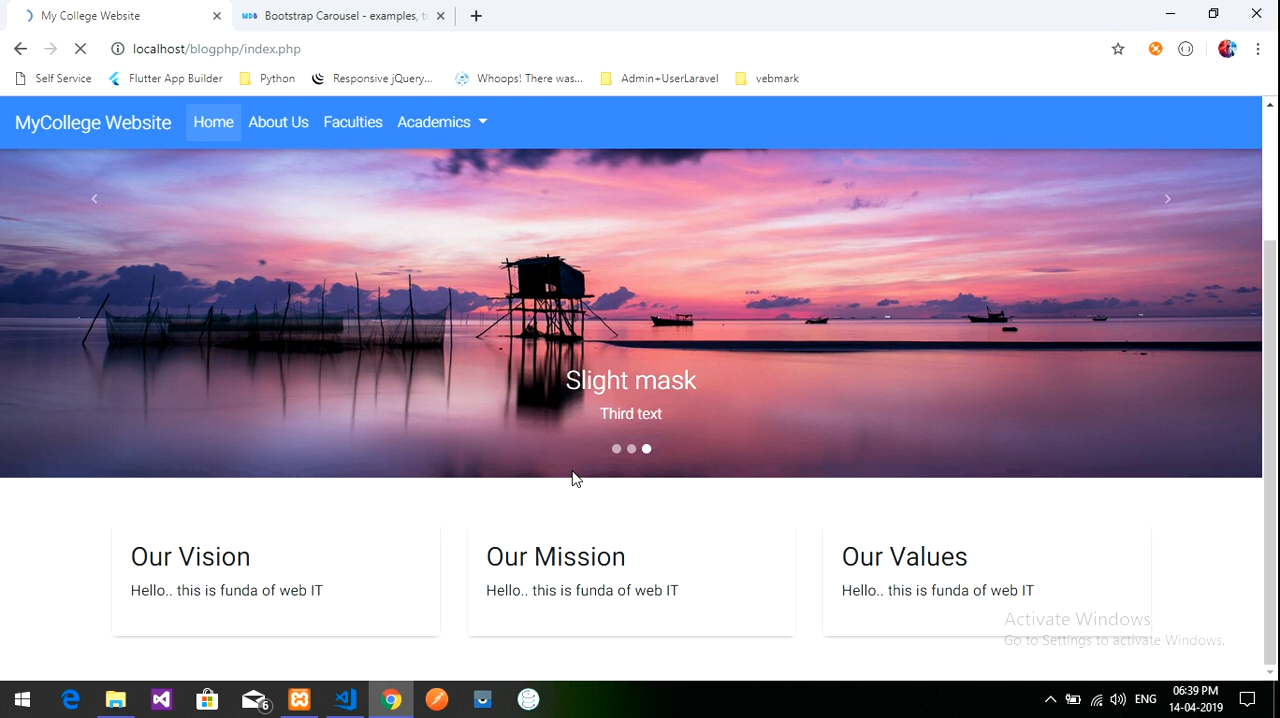 My College Website
MDB Bootstrap Carousel - examples, t
localhost/blogphp/index.php
Self Service Flutter App Builder Python Responsive jQuery... Whoops! There was... Admin+UserLaravel vebmark
MyCollege Website Home About Us Faculties Academics
Slight mask
Third text
Our Vision Our Mission Our Values
Hello.. this is funda of web IT Hello.. this is funda of web IT Hello.. this is funda of web IT
Activate Windows
Go to Settings to activate Windows.
6
ENG
06:39 PM
14-04-2019